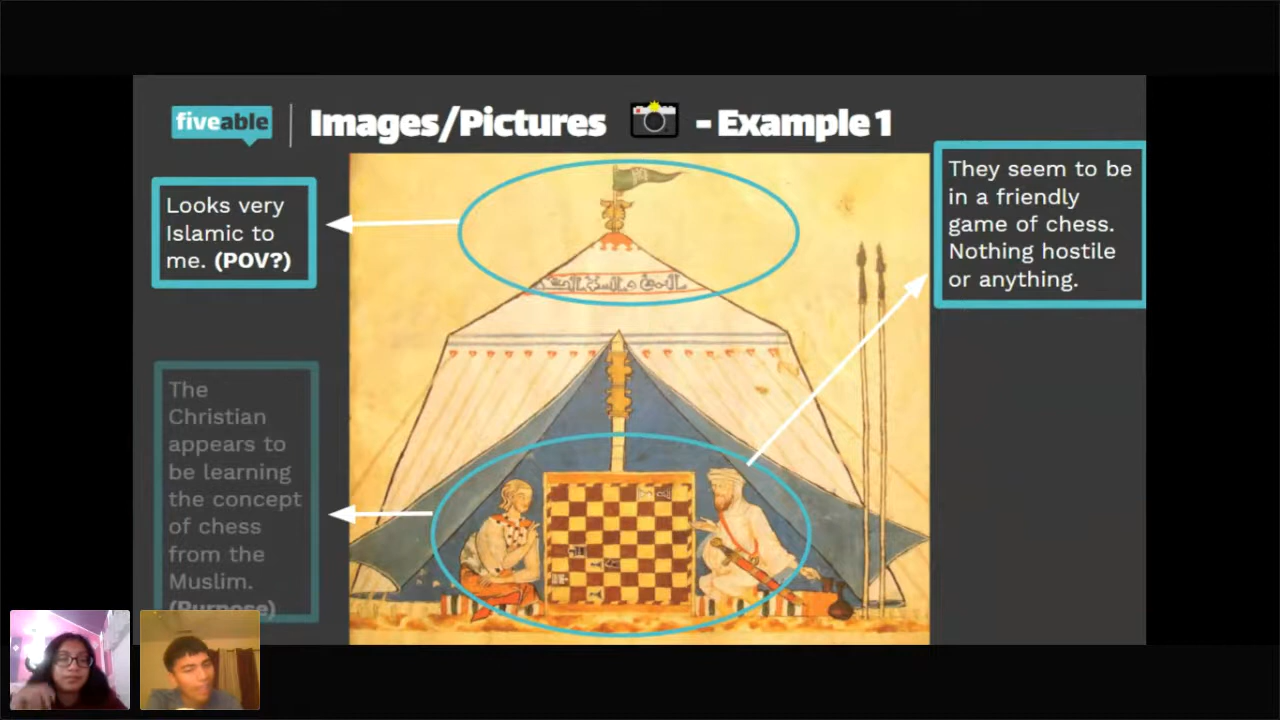 fiveable
Images/Pictures - Example 1
Looks very
Islamic to
me. (POV?)
They seem to be
in a friendly
game of chess.
Nothing hostile
or anything.
The
Christian
appears to
be learning
the concept
of chess
from the
Muslim.
(Purpose)